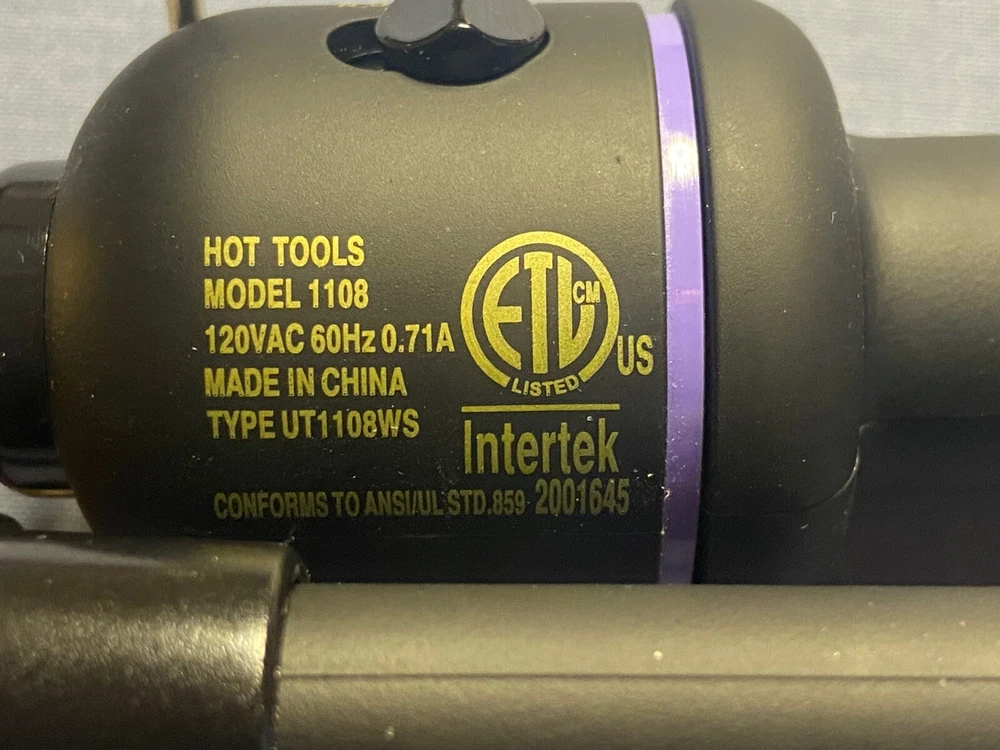 HOT TOOLS
MODEL 1108
120VAC 60Hz 0.71A
MADE IN CHINA
TYPE UT1108WS
ETL CM
LISTED
US
Intertek
CONFORMS TO ANSI/UL STD.859 2001645